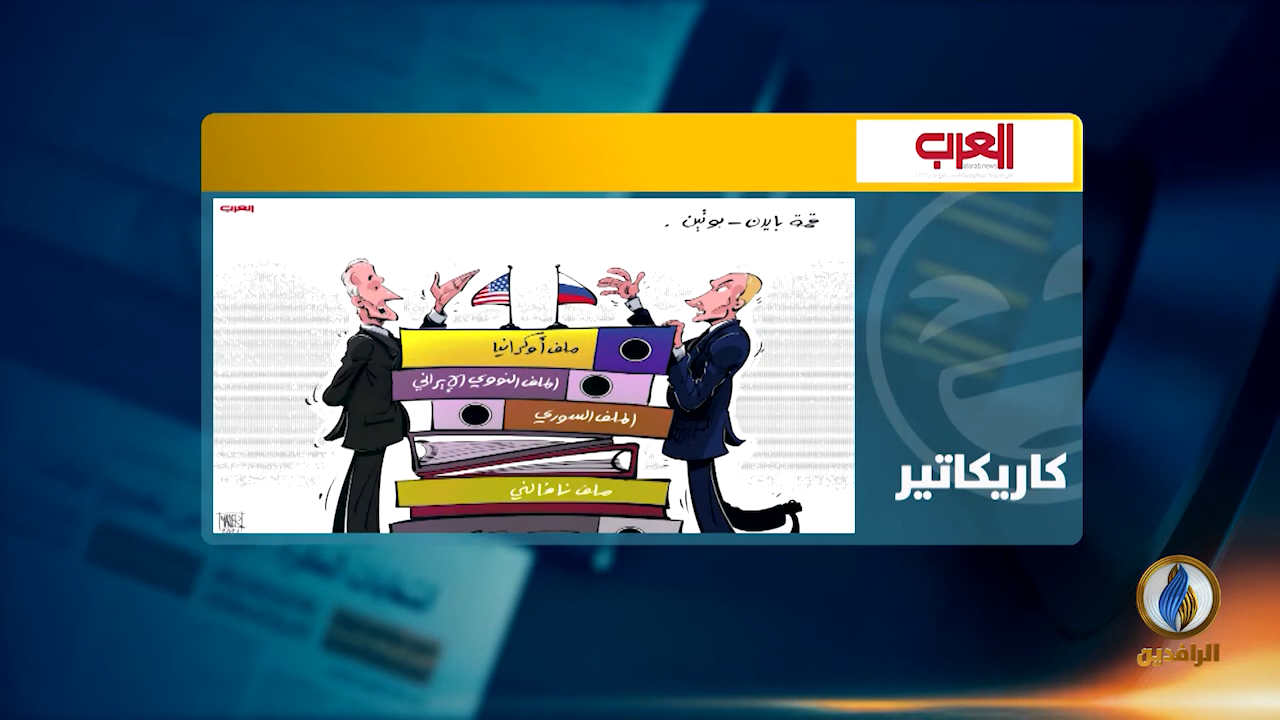 العرب
alarab.news
العرب
قمة بايدن - بوتين .
ملف أوكرانيا
الملف النووي الإيراني
الملف السوري
ملف نافالني
كاريكاتير
الرافدين